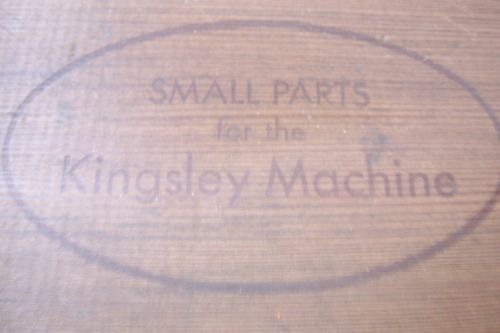 SMALL PARTS
for the
Kingsley Machine